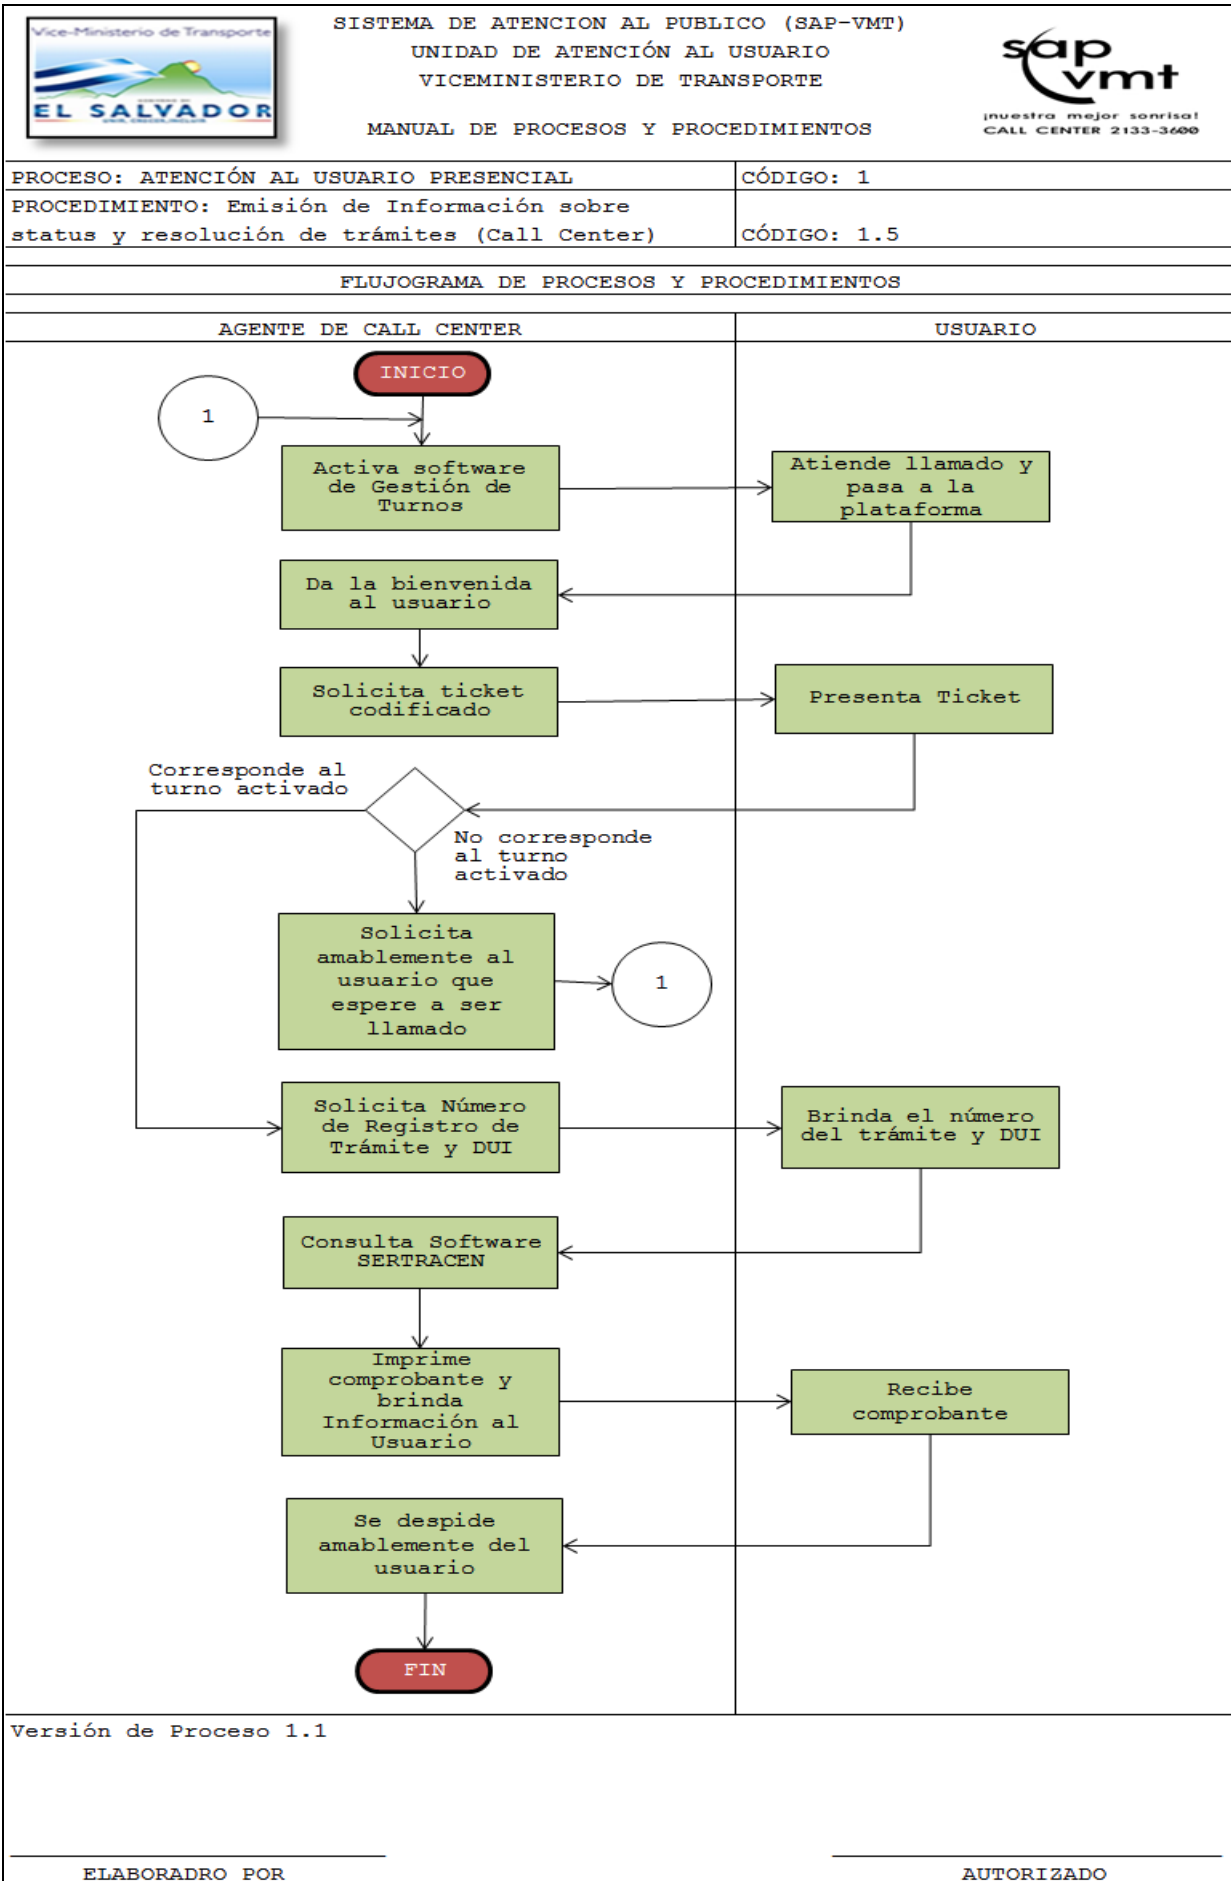 Vice-Ministerio de Transporte
EL SALVADOR
SISTEMA DE ATENCION AL PUBLICO (SAP-VMT)
UNIDAD DE ATENCIÓN AL USUARIO
VICEMINISTERIO DE TRANSPORTE
MANUAL DE PROCESOS Y PROCEDIMIENTOS
sap
vmt
¡nuestra mejor sonrisa!
CALL CENTER 2133-3600
PROCESO: ATENCIÓN AL USUARIO PRESENCIAL
CÓDIGO: 1
PROCEDIMIENTO: Emisión de Información sobre
status y resolución de trámites (Call Center)
CÓDIGO: 1.5
FLUJOGRAMA DE PROCESOS Y PROCEDIMIENTOS
AGENTE DE CALL CENTER
USUARIO
INICIO
1
Activa software
de Gestión de
Turnos
Atiende llamado y
pasa a la
plataforma
Da la bienvenida
al usuario
Solicita ticket
codificado
Presenta Ticket
Corresponde al
turno activado
No corresponde
al turno
activado
Solicita
amablemente al
usuario que
espere a ser
llamado
1
Solicita Número
de Registro de
Trámite y DUI
Brinda el número
del trámite y DUI
Consulta Software
SERTRACEN
Imprime
comprobante y
brinda
Información al
Usuario
Recibe
comprobante
Se despide
amablemente del
usuario
FIN
Versión de Proceso 1.1
ELABORADRO POR
AUTORIZADO